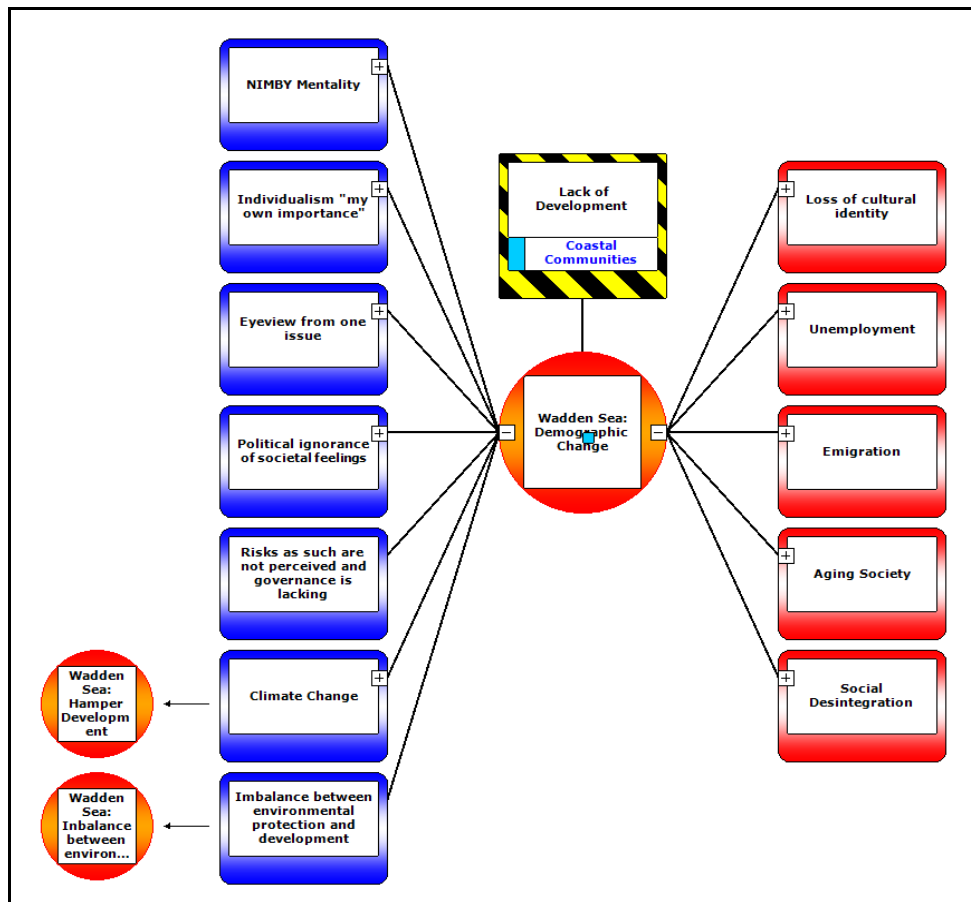 NIMBY Mentality
Individualism "my
own importance"
Eyeview from one
issue
Political ignorance
of societal feelings
Risks as such are
not perceived and
governance is
lacking
Climate Change
Imbalance between
environmental
protection and
development
Wadden
Sea:
Hamper
Developm
ent
Wadden
Sea:
Inbalance
between
environ...
Lack of
Development
Coastal
Communities
Wadden Sea:
Demographic
Change
Loss of cultural
identity
Unemployment
Emigration
Aging Society
Social
Desintegration